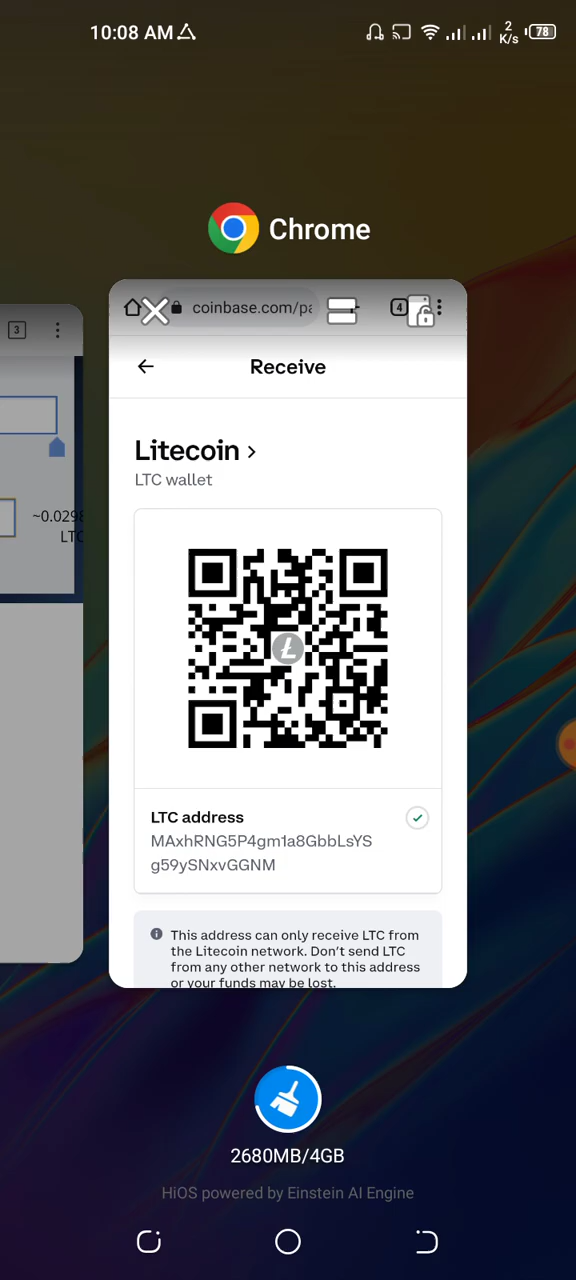 10:08 AM
2
K/s
78
Chrome
3
coinbase.com/pa
4
Receive
~0.029
LTC
Litecoin >
LTC wallet
LTC address
MAxhRNG5P4gm1a8GbbLsYS
g59ySNxvGGNM
This address can only receive LTC from
the Litecoin network. Don't send LTC
from any other network to this address
or your funds may be lost.
2680MB/4GB
HiOS powered by Einstein AI Engine